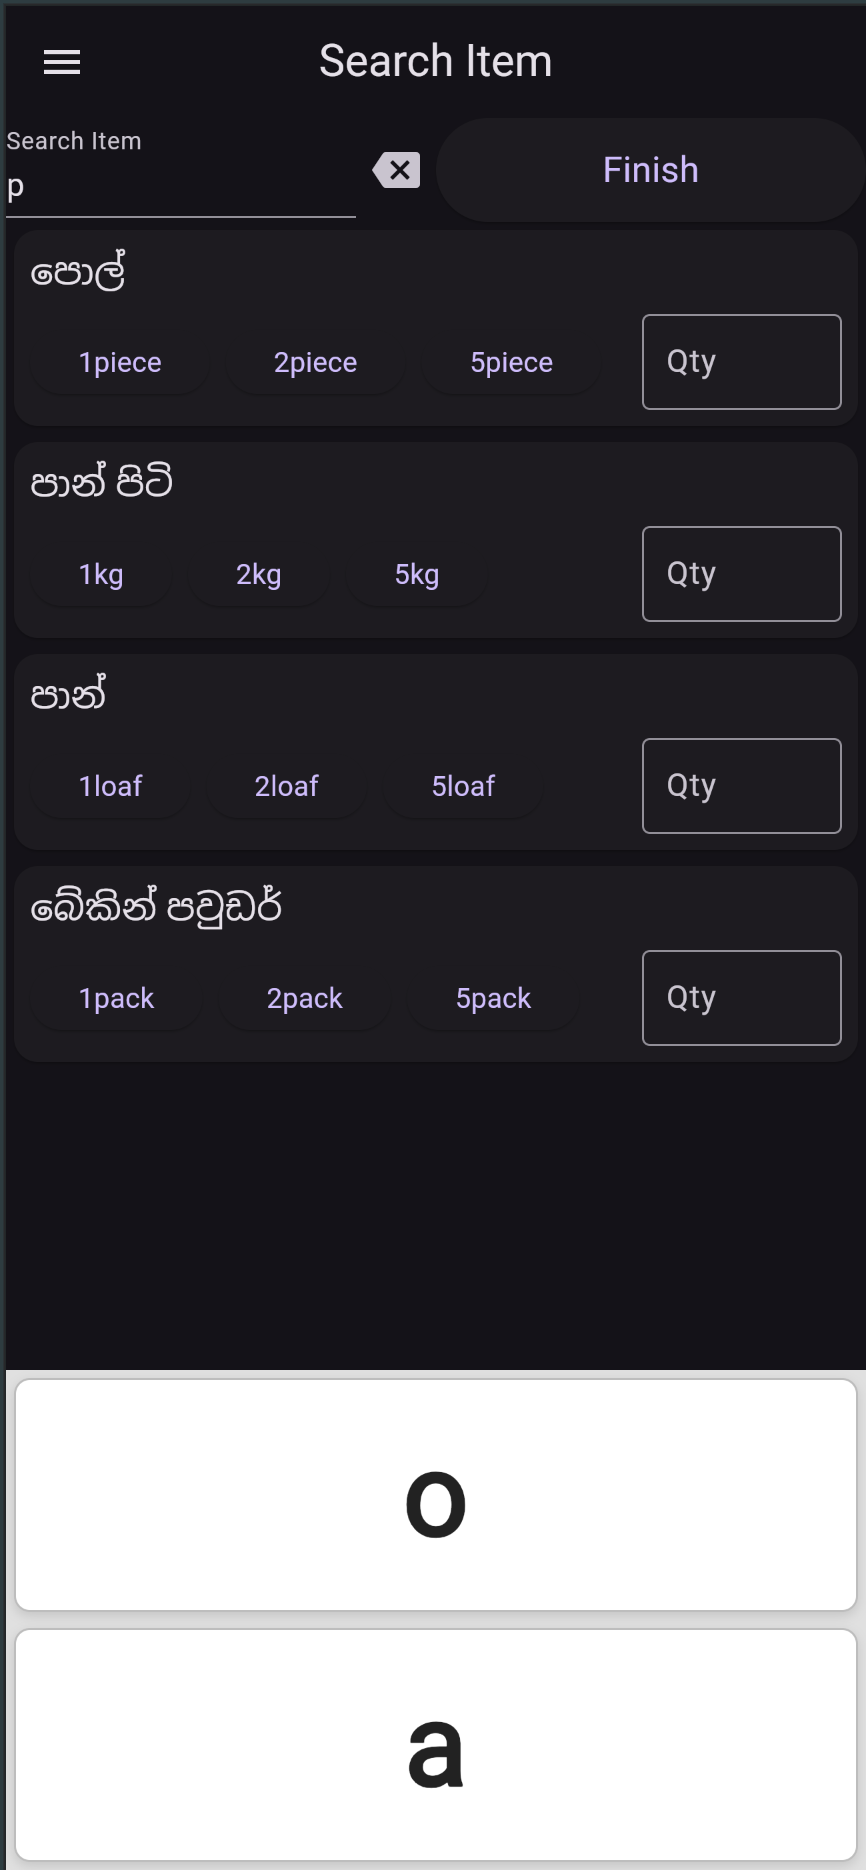 Search Item
Search Item
p
Finish
පොල්
1piece 2piece 5piece Qty
පාන් පිටි
1kg 2kg 5kg Qty
පාන්
1loaf 2loaf 5loaf Qty
බේකින් පවුඩර්
1pack 2pack 5pack Qty
o
a